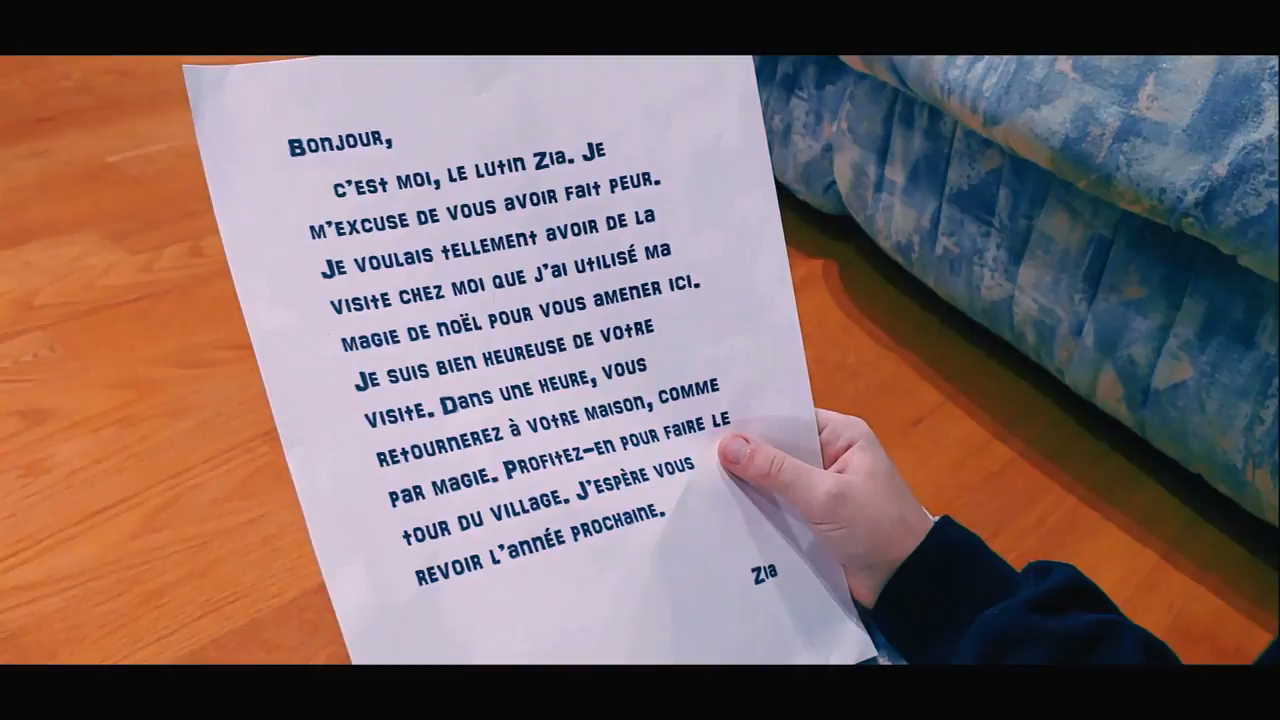 Bonjour,
c'est moi, le lutin Zia. Je
m'excuse de vous avoir fait peur.
Je voulais tellement avoir de la
visite chez moi que j'ai utilisé ma
magie de noël pour vous amener ici.
Je suis bien heureuse de votre
visite. Dans une heure, vous
retournerez à votre maison, comme
par magie. Profitez-en pour faire le
tour du village. J'espère vous
revoir l'année prochaine.
Zia